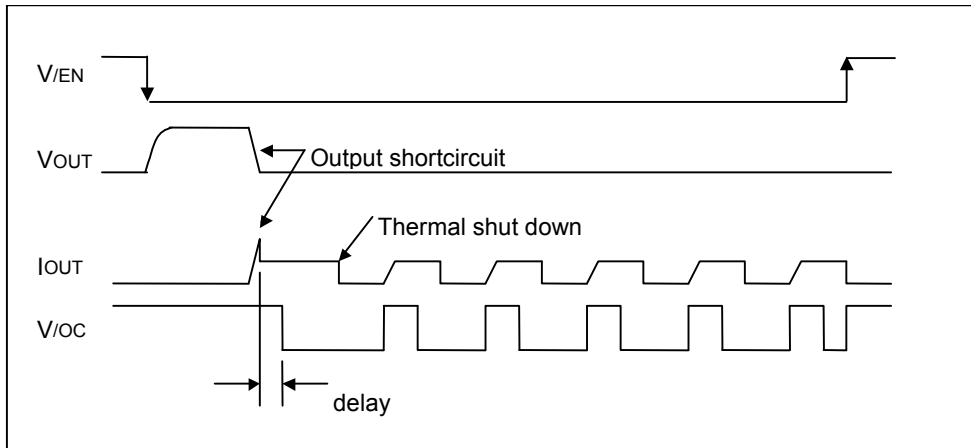 V/EN
VOUT
Output shortcircuit
Thermal shut down
IOUT
V/OC
delay